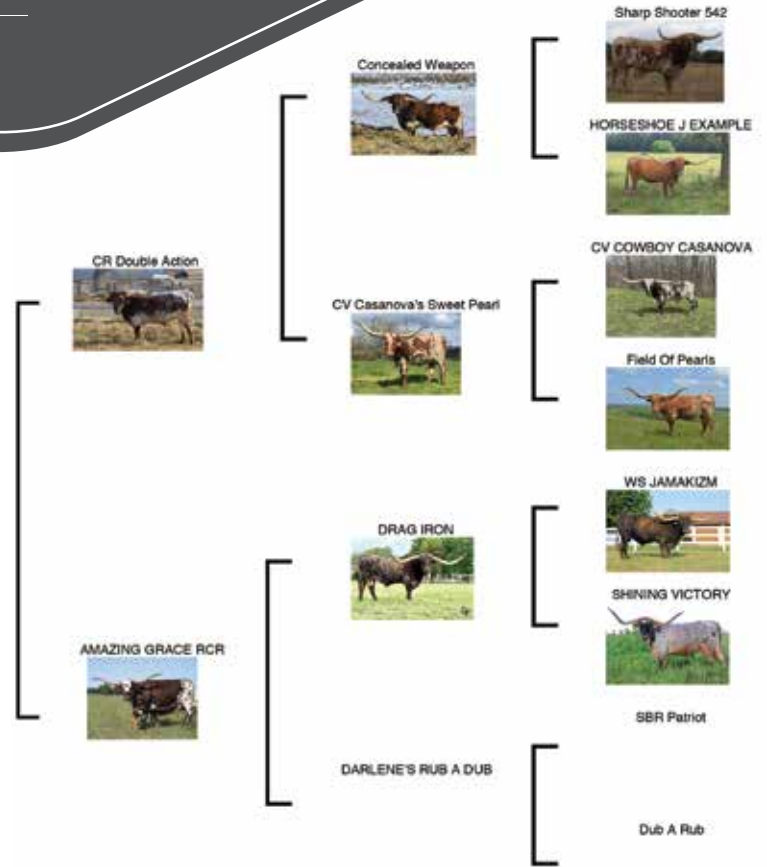 Sharp Shooter 542
Concealed Weapon
HORSESHOE J EXAMPLE
CR Double Action
CV COWBOY CASANOVA
CV Casanova's Sweet Pearl
Field Of Pearls
WS JAMAKIZM
DRAG IRON
SHINING VICTORY
AMAZING GRACE RCR
SBR Patriot
DARLENE'S RUB A DUB
Dub A Rub